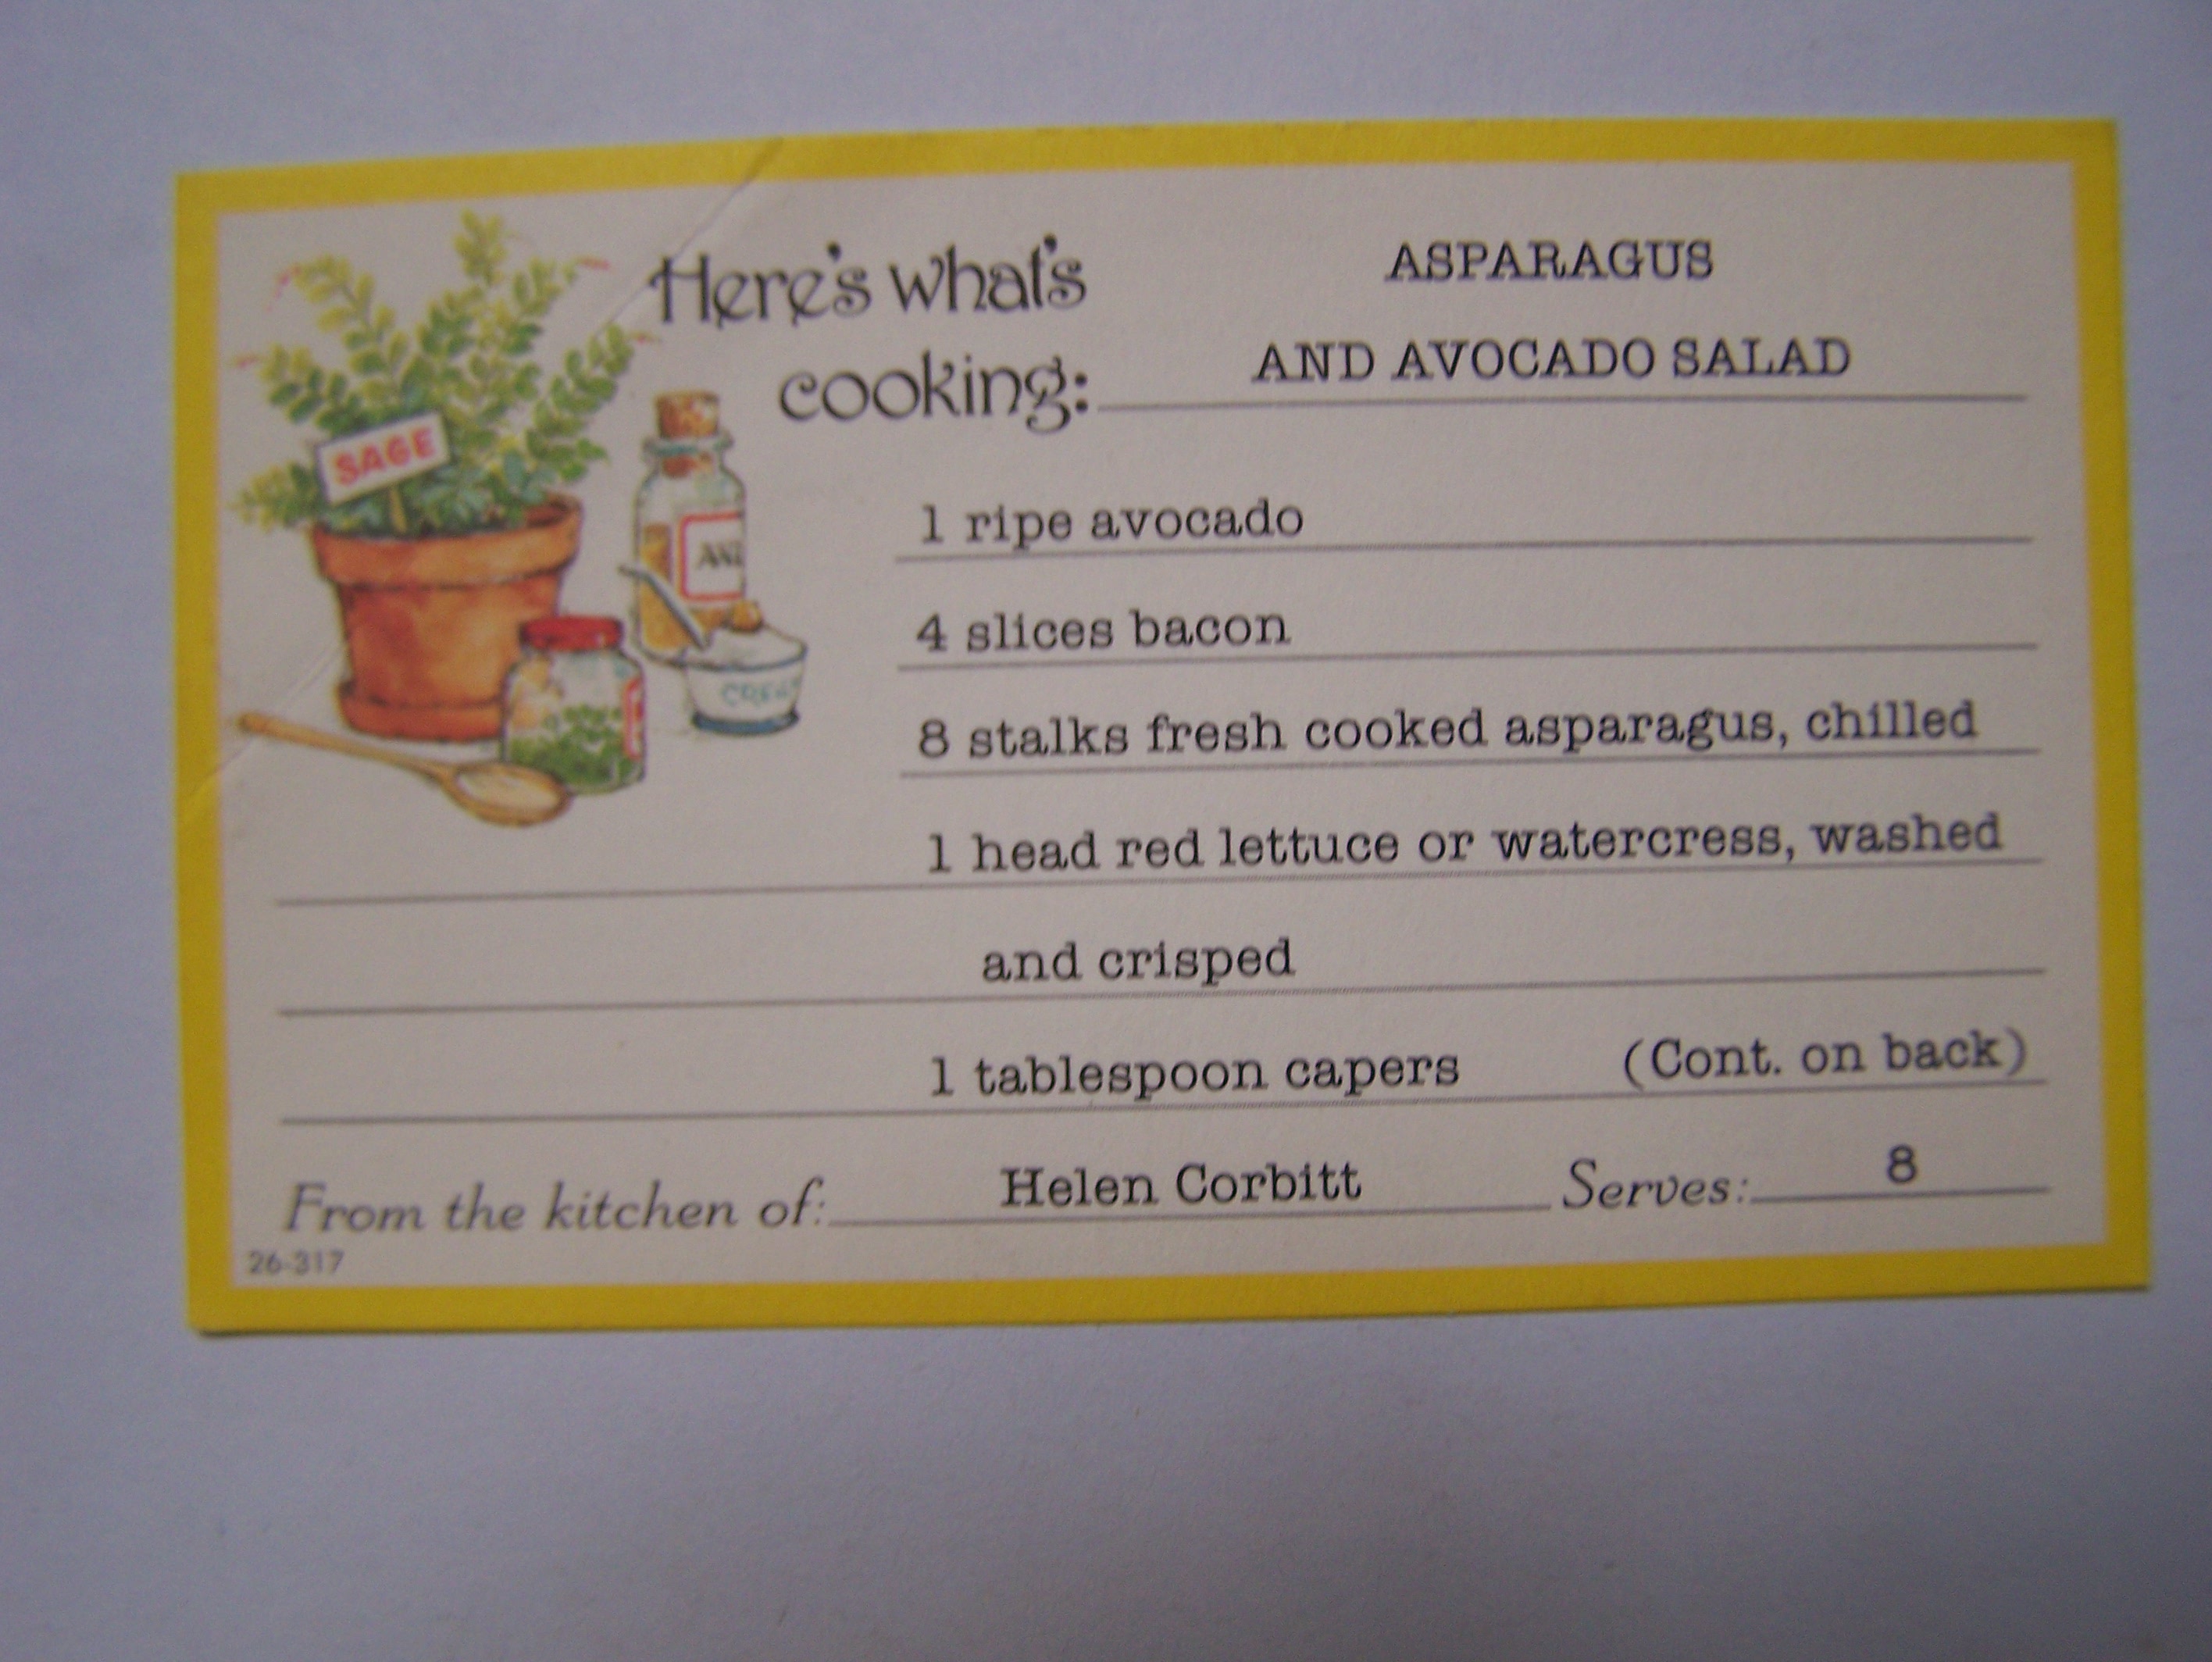 Here's what's
cooking:
ASPARAGUS
AND AVOCADO SALAD
SAGE
1 ripe avocado
4 slices bacon
8 stalks fresh cooked asparagus, chilled
1 head red lettuce or watercress, washed
and crisped
1 tablespoon capers (Cont. on back)
From the kitchen of: Helen Corbitt Serves: 8
26-317